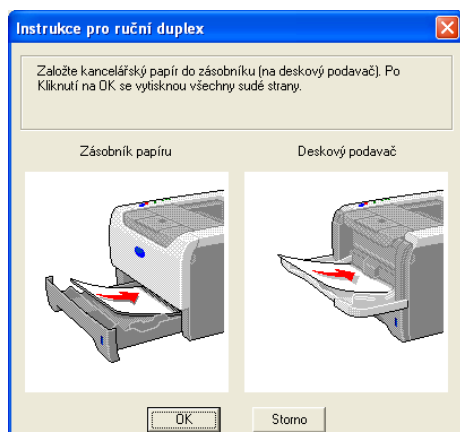 Instrukce pro ruční duplex
Založte kancelářský papír do zásobníku (na deskový podavač). Po
Kliknutí na OK se vytisknou všechny sudé strany.
Zásobník papíru
Deskový podavač
OK
Storno